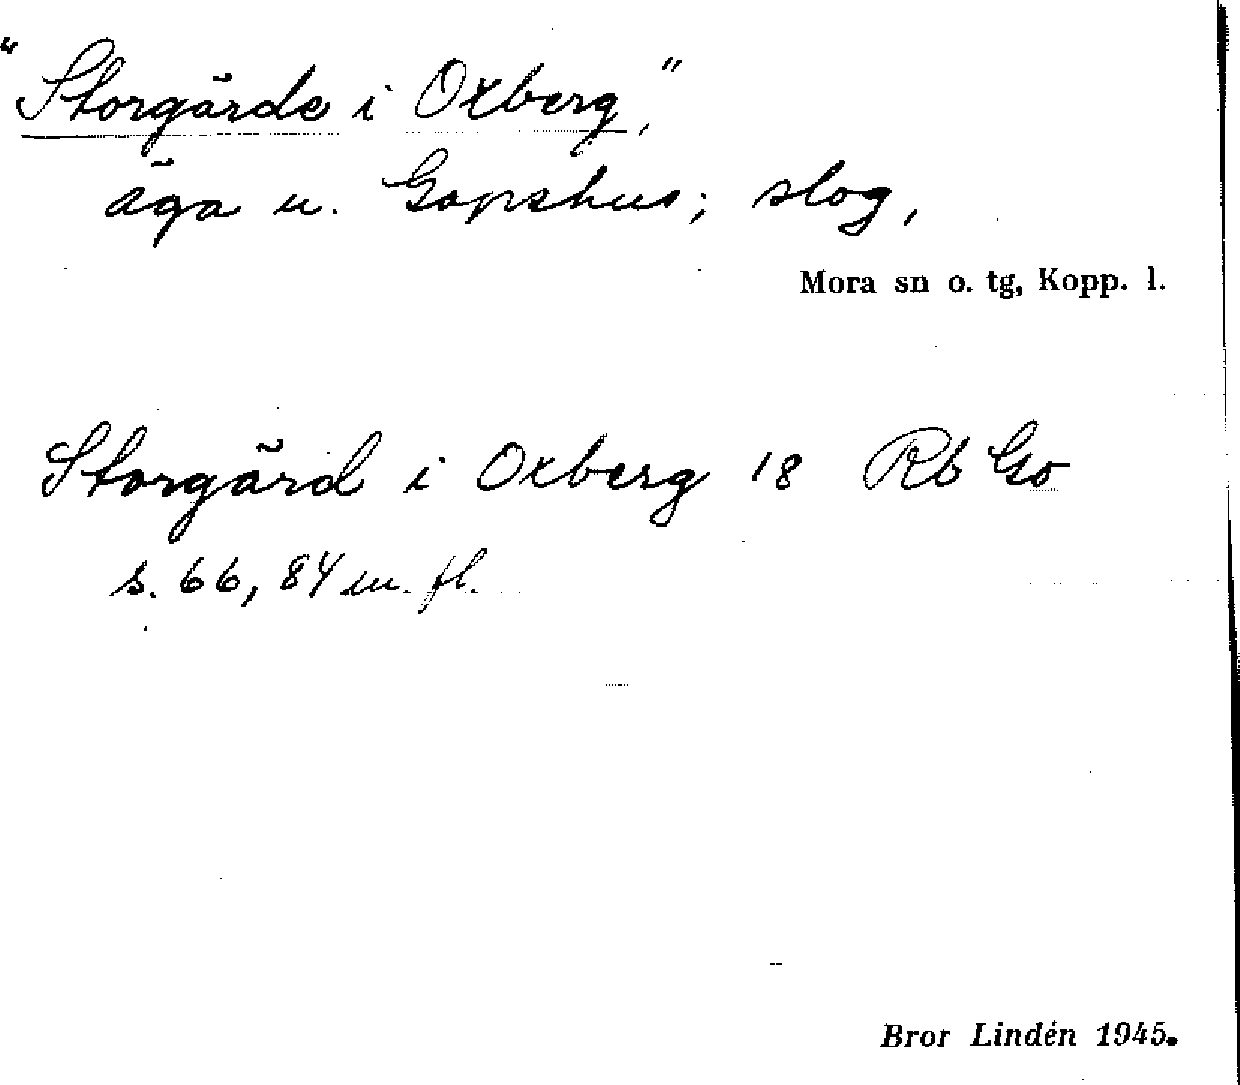 "Storgärde i Oxberg,"
äga u. Gopshus; slog,
Mora sn o. tg, Kopp. l.
Storgärd i Oxberg 18 Rb Go
s. 66, 84 m. fl.
Bror Lindén 1945.